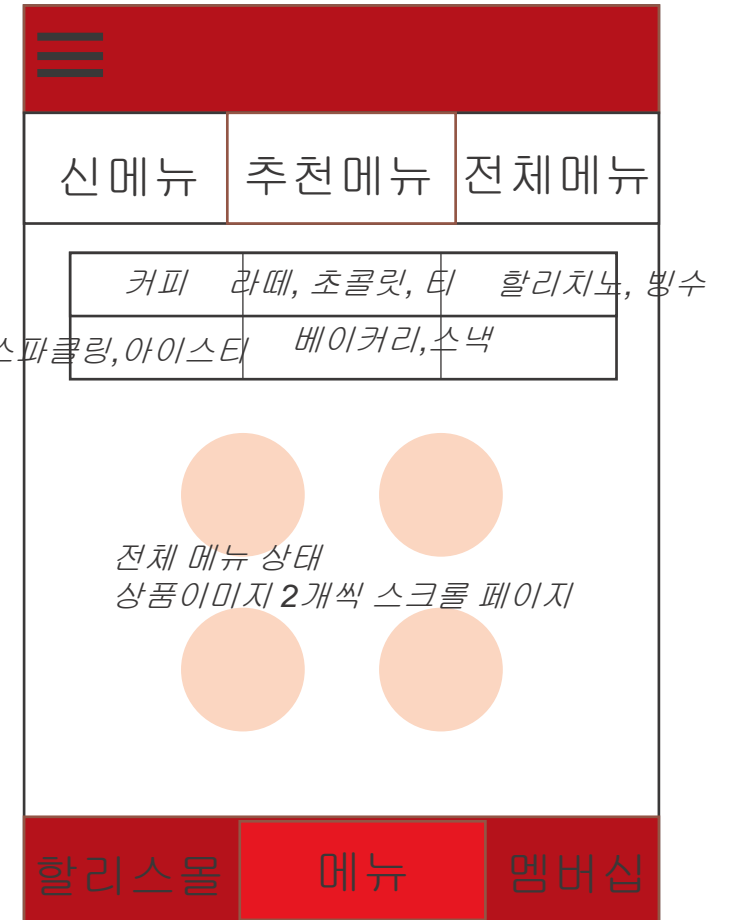 신메뉴 추천메뉴 전체메뉴
커피 라떼, 초콜릿, 티 할리치노, 빙수
스파클링,아이스티 베이커리,스낵
전체 메뉴 상태
상품이미지 2개씩 스크롤 페이지
할리스몰 메뉴 멤버십